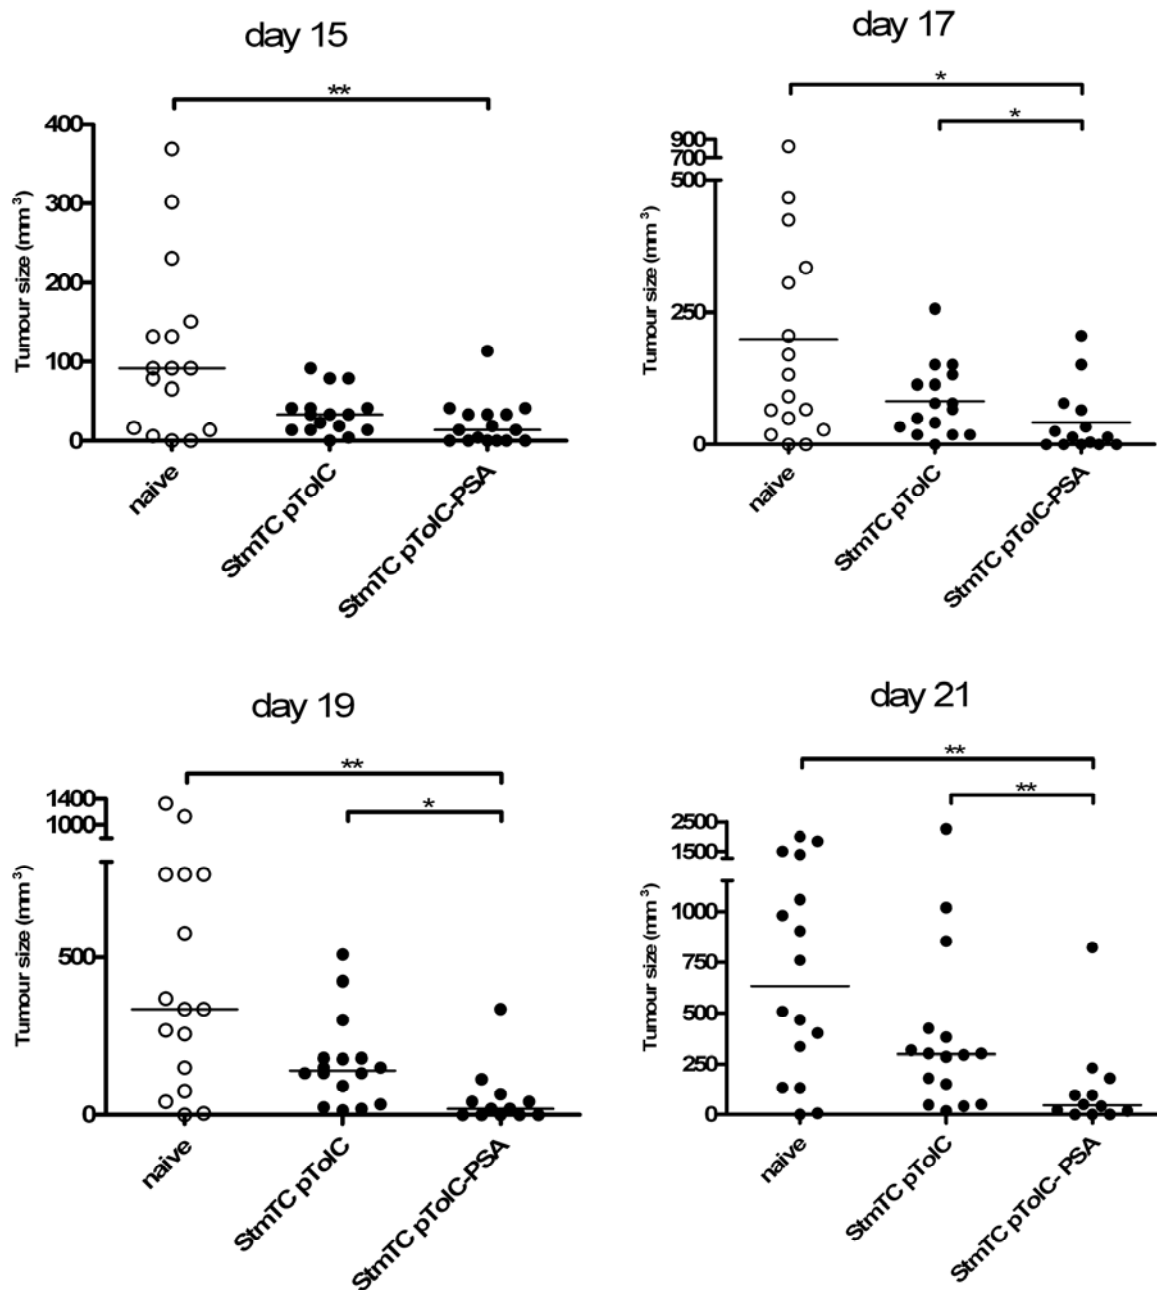 day 15
**
400
300
200
100
0
Tumour size (mm³)
naive
StmTC pTolC
StmTC pTolC-PSA
day 17
*
*
900
700
500
250
0
Tumour size (mm³)
naive
StmTC pTolC
StmTC pTolC-PSA
day 19
**
*
1400
1000
500
0
Tumour size (mm³)
naive
StmTC pTolC
StmTC pTolC-PSA
day 21
**
**
2500
1500
1000
750
500
250
0
Tumour size (mm³)
naive
StmTC pTolC
StmTC pTolC- PSA